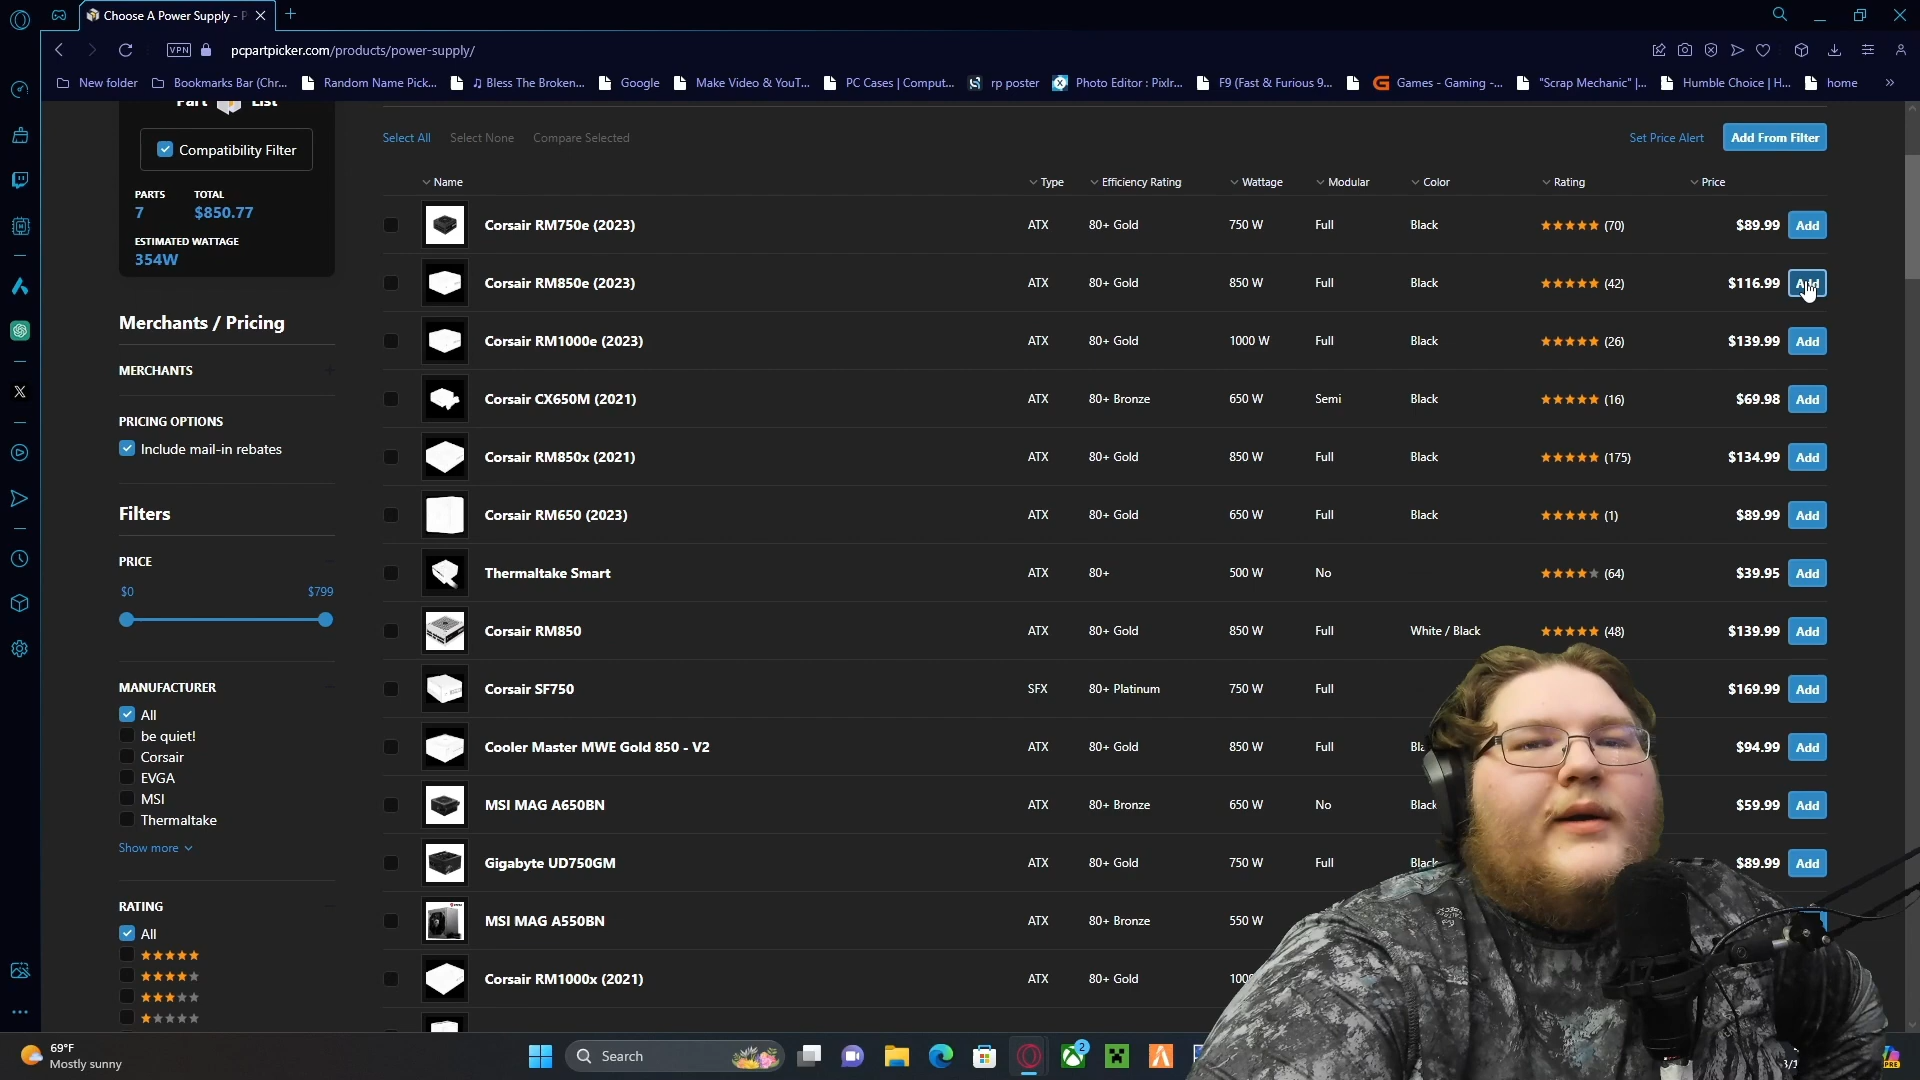 Choose A Power Supply - P
pcpartpicker.com/products/power-supply/
VPN
New folder
Bookmarks Bar (Chr...
Random Name Pick...
♫ Bless The Broken...
Google
Make Video & YouT...
PC Cases | Comput...
rp poster
Photo Editor : Pixlr...
F9 (Fast & Furious 9...
Games - Gaming -...
"Scrap Mechanic" |...
Humble Choice | H...
home
Part List
Compatibility Filter
PARTS TOTAL
7 $850.77
ESTIMATED WATTAGE
354W
Merchants / Pricing
MERCHANTS
PRICING OPTIONS
Include mail-in rebates
Filters
PRICE
$0 $799
MANUFACTURER
All
be quiet!
Corsair
EVGA
MSI
Thermaltake
Show more
RATING
All
Select All Select None Compare Selected Set Price Alert Add From Filter
Name Type Efficiency Rating Wattage Modular Color Rating Price
Corsair RM750e (2023) ATX 80+ Gold 750 W Full Black (70) $89.99 Add
Corsair RM850e (2023) ATX 80+ Gold 850 W Full Black (42) $116.99 Add
Corsair RM1000e (2023) ATX 80+ Gold 1000 W Full Black (26) $139.99 Add
Corsair CX650M (2021) ATX 80+ Bronze 650 W Semi Black (16) $69.98 Add
Corsair RM850x (2021) ATX 80+ Gold 850 W Full Black (175) $134.99 Add
Corsair RM650 (2023) ATX 80+ Gold 650 W Full Black (1) $89.99 Add
Thermaltake Smart ATX 80+ 500 W No (64) $39.95 Add
Corsair RM850 ATX 80+ Gold 850 W Full White / Black (48) $139.99 Add
Corsair SF750 SFX 80+ Platinum 750 W Full $169.99 Add
Cooler Master MWE Gold 850 - V2 ATX 80+ Gold 850 W Full Bla $94.99 Add
MSI MAG A650BN ATX 80+ Bronze 650 W No Black $59.99 Add
Gigabyte UD750GM ATX 80+ Gold 750 W Full Black $89.99 Add
MSI MAG A550BN ATX 80+ Bronze 550 W
Corsair RM1000x (2021) ATX 80+ Gold 100
69°F
Mostly sunny
Search
2
PRE